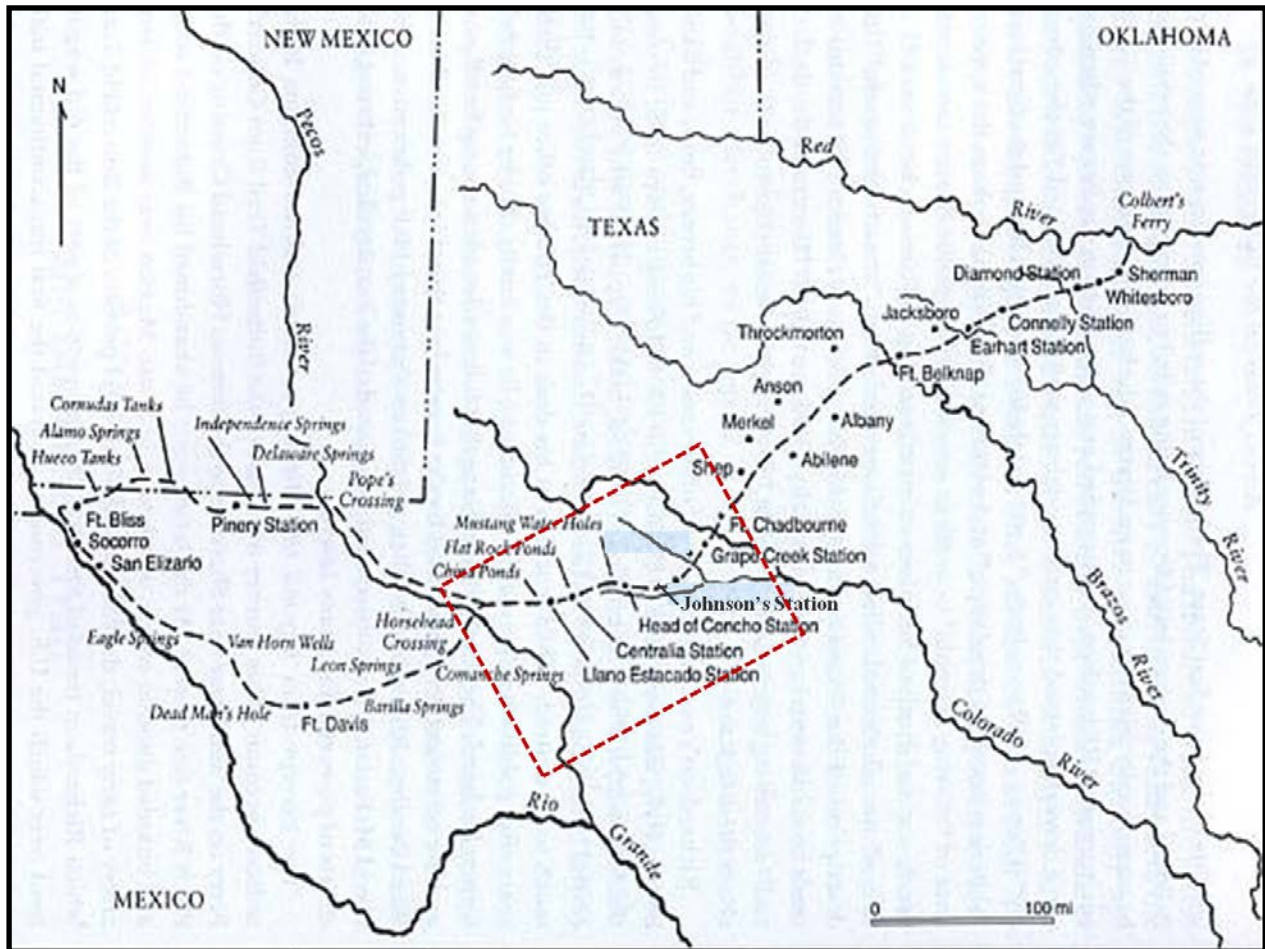 NEW MEXICO
OKLAHOMA
N
Pecos
River
Red
River
Colbert's
Ferry
TEXAS
Diamond Station
Sherman
Whitesboro
Jacksboro
Connelly Station
Earhart Station
Throckmorton
Ft. Belknap
Anson
Merkel
Albany
Abilene
Shep
Trinity
River
Brazos
River
Cornudas Tanks
Alamo Springs
Hueco Tanks
Independence Springs
Delaware Springs
Pope's
Crossing
Ft. Bliss
Socorro
San Elizario
Pinery Station
Mustang Water Holes
Flat Rock Ponds
China Ponds
Ft. Chadbourne
Grape Creek Station
Johnson's Station
Head of Concho Station
Centralia Station
Llano Estacado Station
Horsehead
Crossing
Comanche Springs
Eagle Springs
Van Horn Wells
Leon Springs
Barilla Springs
Dead Man's Hole
Ft. Davis
Colorado
River
Rio
Grande
MEXICO
0 100 mi